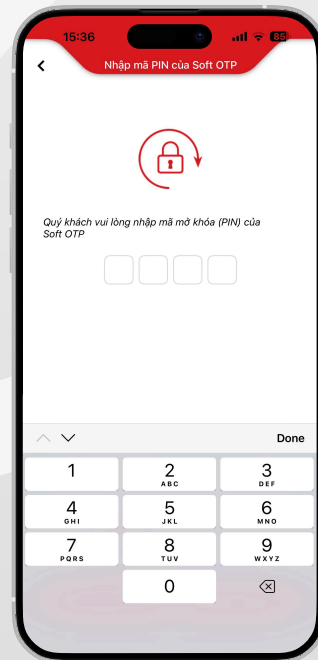 15:36
85
Nhập mã PIN của Soft OTP
Quý khách vui lòng nhập mã mở khóa (PIN) của
Soft OTP
Done
1
2
3
ABC
DEF
4
5
6
GHI
JKL
MNO
7
8
9
PQRS
TUV
WXYZ
0